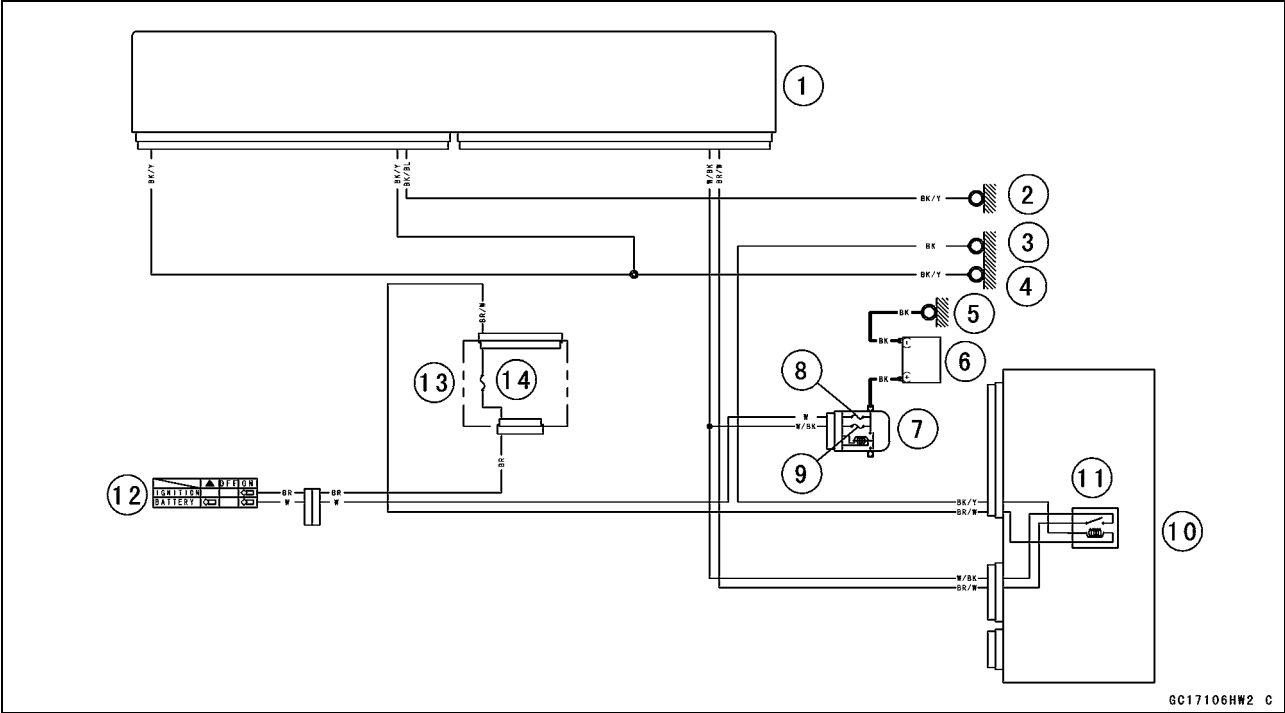 1
BK/Y
BK/Y
BK/BL
W/BK
BR/W
BK/Y
2
BK
3
BK/Y
4
BR/W
BK
5
BK
6
13
14
8
BK
W
W/BK
7
9
BR
12
OFF ON
IGNITION
BATTERY
BR
W
BR
W
11
BK/Y
BR/W
10
W/BK
BR/W
GC17106HW2 C